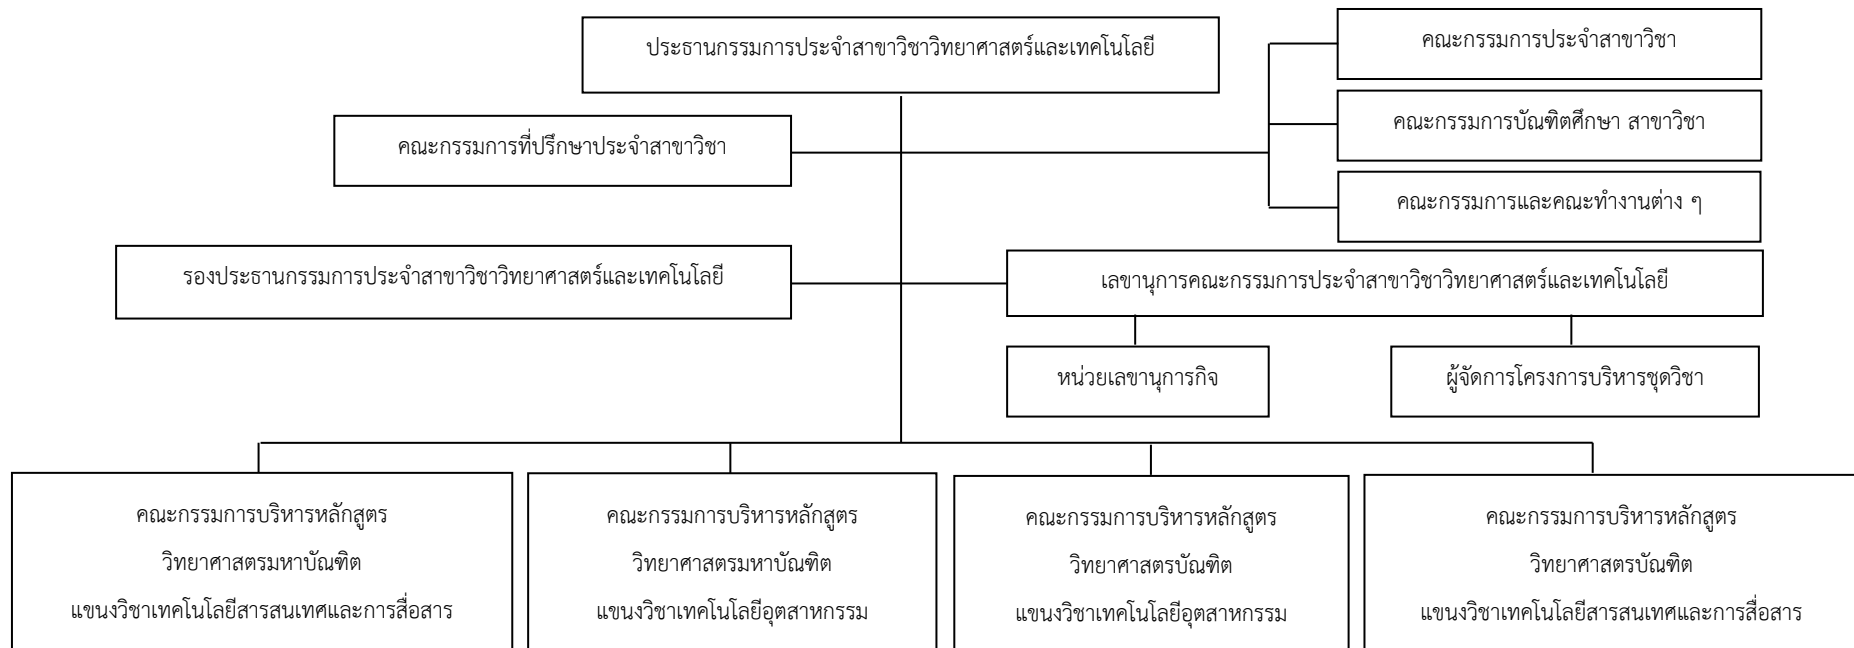 ประธานกรรมการประจำสาขาวิชาวิทยาศาสตร์และเทคโนโลยี
คณะกรรมการประจำสาขาวิชา
คณะกรรมการบัณฑิตศึกษา สาขาวิชา
คณะกรรมการที่ปรึกษาประจำสาขาวิชา
คณะกรรมการและคณะทำงานต่าง ๆ
รองประธานกรรมการประจำสาขาวิชาวิทยาศาสตร์และเทคโนโลยี
เลขานุการคณะกรรมการประจำสาขาวิชาวิทยาศาสตร์และเทคโนโลยี
หน่วยเลขานุการกิจ
ผู้จัดการโครงการบริหารชุดวิชา
คณะกรรมการบริหารหลักสูตร
วิทยาศาสตรมหาบัณฑิต
แขนงวิชาเทคโนโลยีสารสนเทศและการสื่อสาร
คณะกรรมการบริหารหลักสูตร
วิทยาศาสตรมหาบัณฑิต
แขนงวิชาเทคโนโลยีอุตสาหกรรม
คณะกรรมการบริหารหลักสูตร
วิทยาศาสตรบัณฑิต
แขนงวิชาเทคโนโลยีอุตสาหกรรม
คณะกรรมการบริหารหลักสูตร
วิทยาศาสตรบัณฑิต
แขนงวิชาเทคโนโลยีสารสนเทศและการสื่อสาร